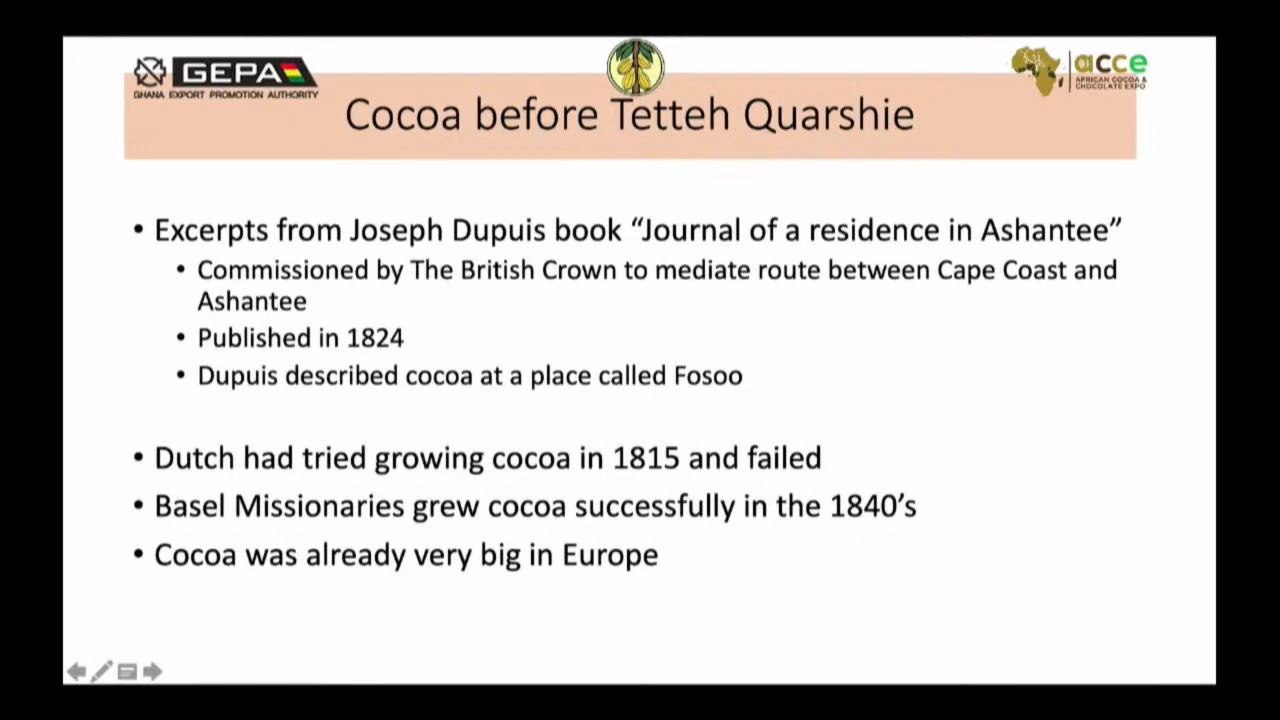 GEPA
GHANA EXPORT PROMOTION AUTHORITY
acce
AFRICAN COCOA &
CHOCOLATE EXPO
Cocoa before Tetteh Quarshie
• Excerpts from Joseph Dupuis book “Journal of a residence in Ashantee”
• Commissioned by The British Crown to mediate route between Cape Coast and
Ashantee
• Published in 1824
• Dupuis described cocoa at a place called Fosoo
• Dutch had tried growing cocoa in 1815 and failed
• Basel Missionaries grew cocoa successfully in the 1840’s
• Cocoa was already very big in Europe